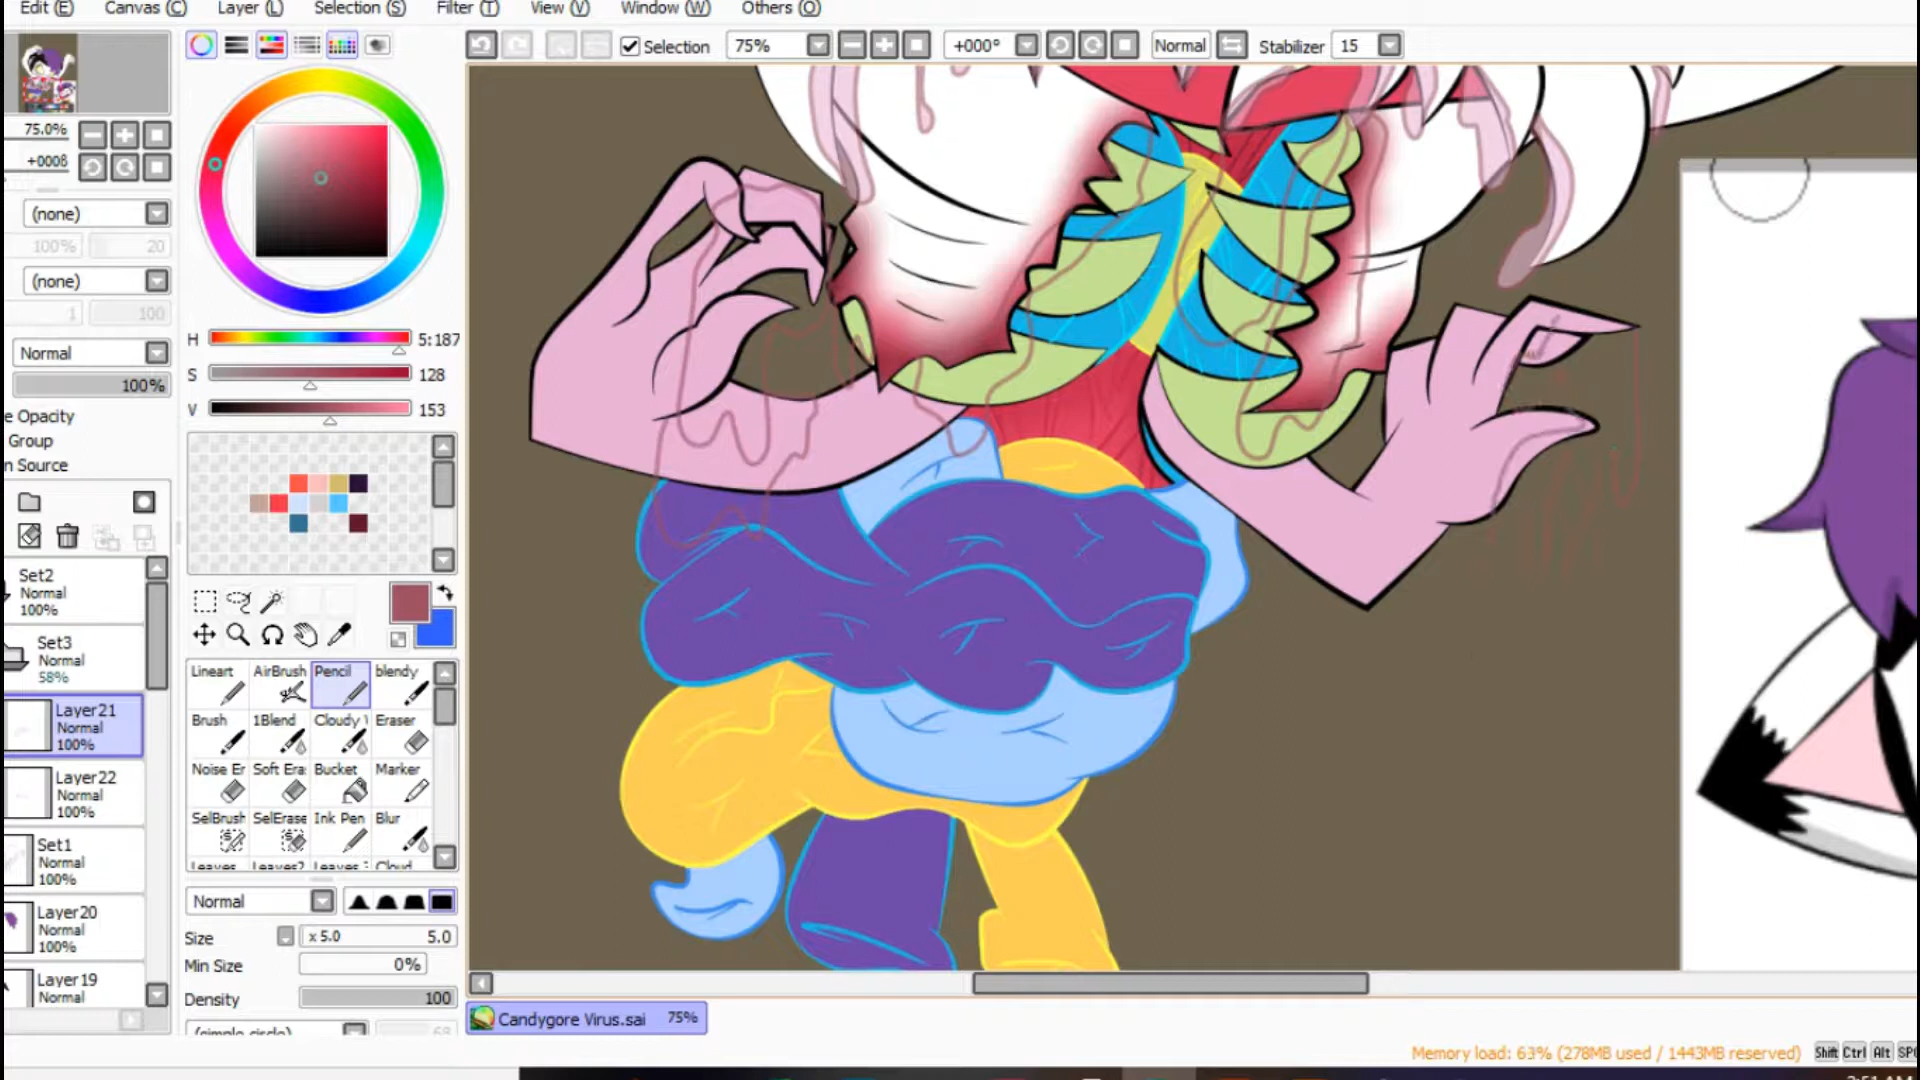 Edit (E) Canvas (C) Layer (L) Selection (S) Filter (T) View (V) Window (W) Others (O)
Selection 75% +000° Normal Stabilizer 15
75.0%
+000ß
(none)
100% 20
(none)
1 100
Normal
100%
e Opacity
Group
n Source
H 5:187
S 128
V 153
Set2
Normal
100%
Set3
Normal
58%
Layer21
Normal
100%
Layer22
Normal
100%
Set1
Normal
100%
Layer20
Normal
100%
Layer19
Normal
Lineart AirBrush Pencil blendy
Brush 1Blend Cloudy Eraser
Noise Er Soft Era Bucket Marker
SelBrush SelErase Ink Pen Blur
Leaves Leaves2 Leaves Cloud
Normal
Size x 5.0 5.0
Min Size 0%
Density 100
(simple circle) 68
Candygore Virus.sai 75%
Memory load: 63% (278MB used / 1443MB reserved) Shift Ctrl Alt SP